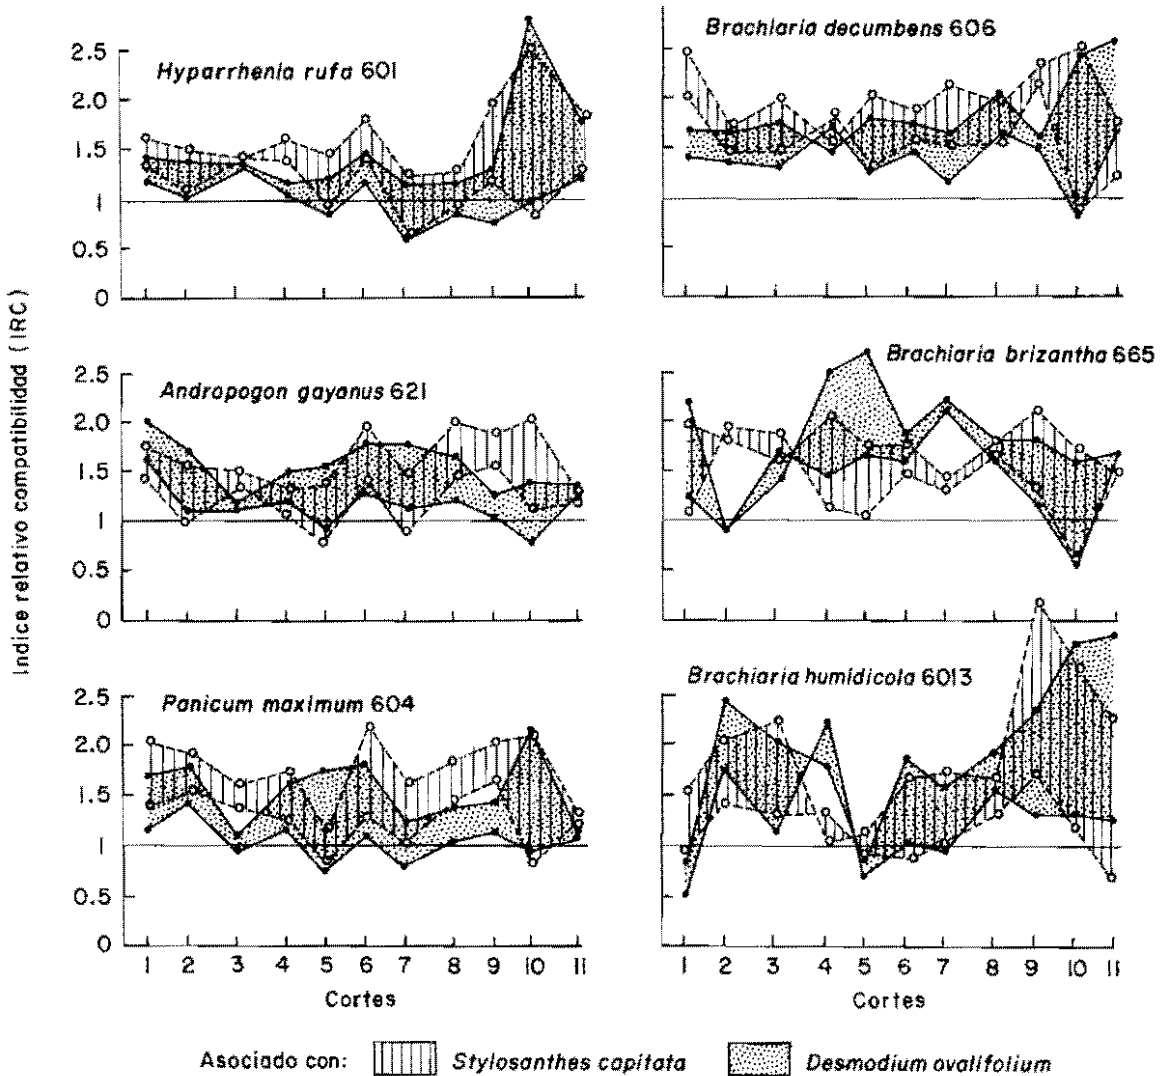 Hyparrhenia rufa 601
2.5
2.0
1.5
1
0.5
0
Brachiaria decumbens 606
Indice relativo compatibilidad (IRC)
Andropogon gayanus 621
2.5
2.0
1.5
1
0.5
0
Brachiaria brizantha 665
Panicum maximum 604
2.5
2.0
1.5
1
0.5
0
1 2 3 4 5 6 7 8 9 10 11
Cortes
Brachiaria humidicola 6013
1 2 3 4 5 6 7 8 9 10 11
Cortes
Asociado con: Stylosanthes capitata Desmodium ovalifolium